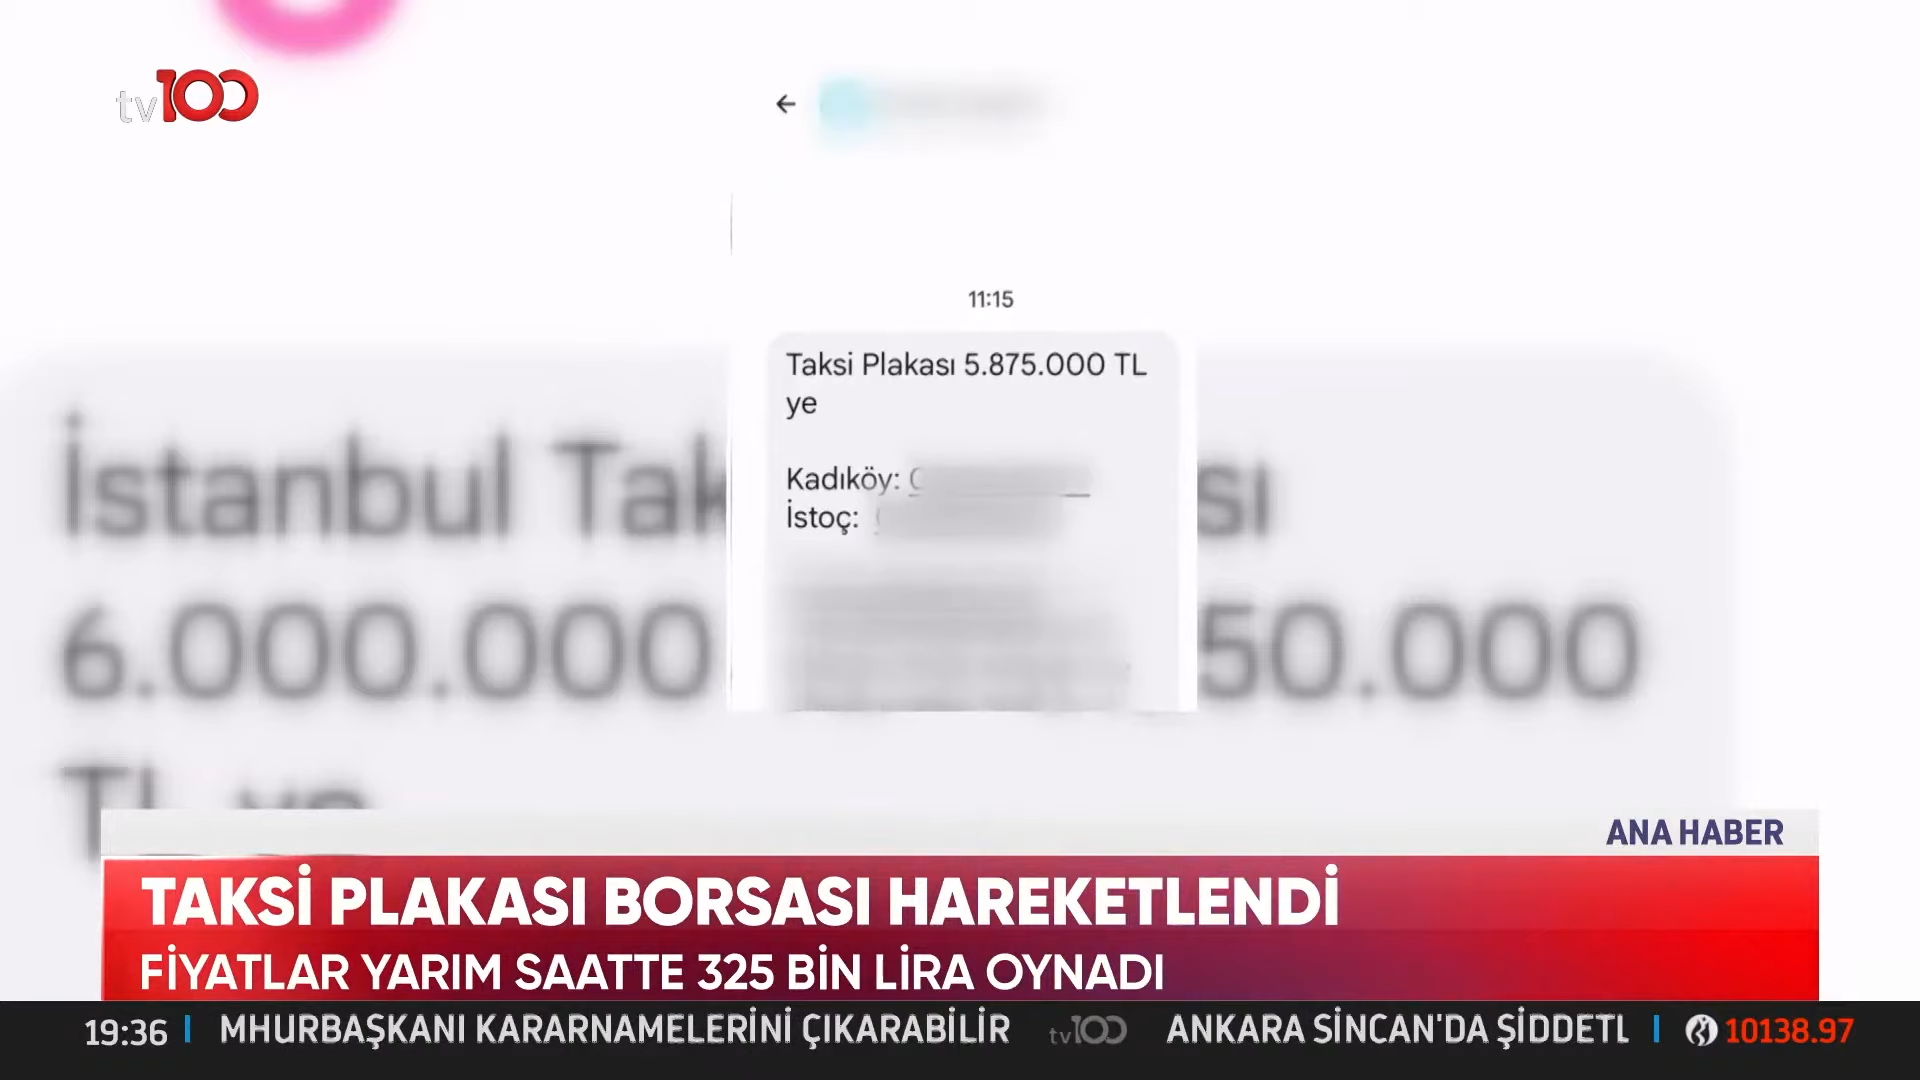 tv100
11:15
Taksi Plakası 5.875.000 TL
ye
Kadıköy:
İstoç:
İstanbul
6.000.000 50.000
TL ye
ANA HABER
TAKSİ PLAKASI BORSASI HAREKETLENDİ
FİYATLAR YARIM SAATTE 325 BİN LİRA OYNADI
19:36 MHURBAŞKANI KARARNAMELERİNİ ÇIKARABİLİR tv100 ANKARA SİNCAN'DA ŞİDDETL 10138.97